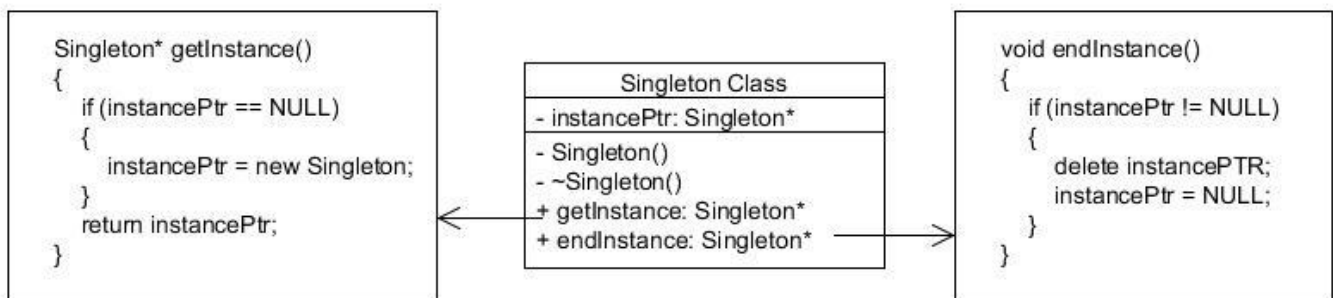 Singleton* getInstance()
{
if (instancePtr == NULL)
{
instancePtr = new Singleton;
}
return instancePtr;
}
Singleton Class
- instancePtr: Singleton*
- Singleton()
- ~Singleton()
+ getInstance: Singleton*
+ endInstance: Singleton*
void endInstance()
{
if (instancePtr != NULL)
{
delete instancePTR;
instancePtr = NULL;
}
}